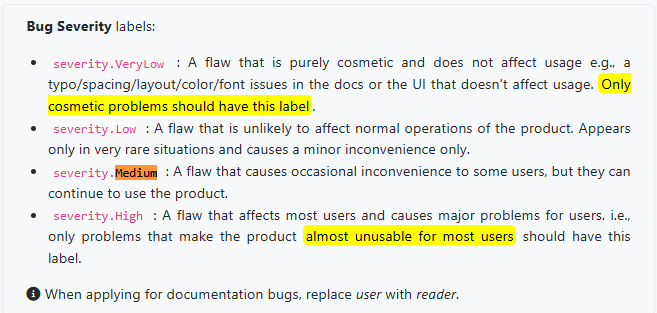 Bug Severity labels:
severity.VeryLow : A flaw that is purely cosmetic and does not affect usage e.g., a
typo/spacing/layout/color/font issues in the docs or the UI that doesn't affect usage. Only
cosmetic problems should have this label.
severity.Low : A flaw that is unlikely to affect normal operations of the product. Appears
only in very rare situations and causes a minor inconvenience only.
severity.Medium : A flaw that causes occasional inconvenience to some users, but they can
continue to use the product.
severity.High : A flaw that affects most users and causes major problems for users. i.e.,
only problems that make the product almost unusable for most users should have this
label.
When applying for documentation bugs, replace user with reader.